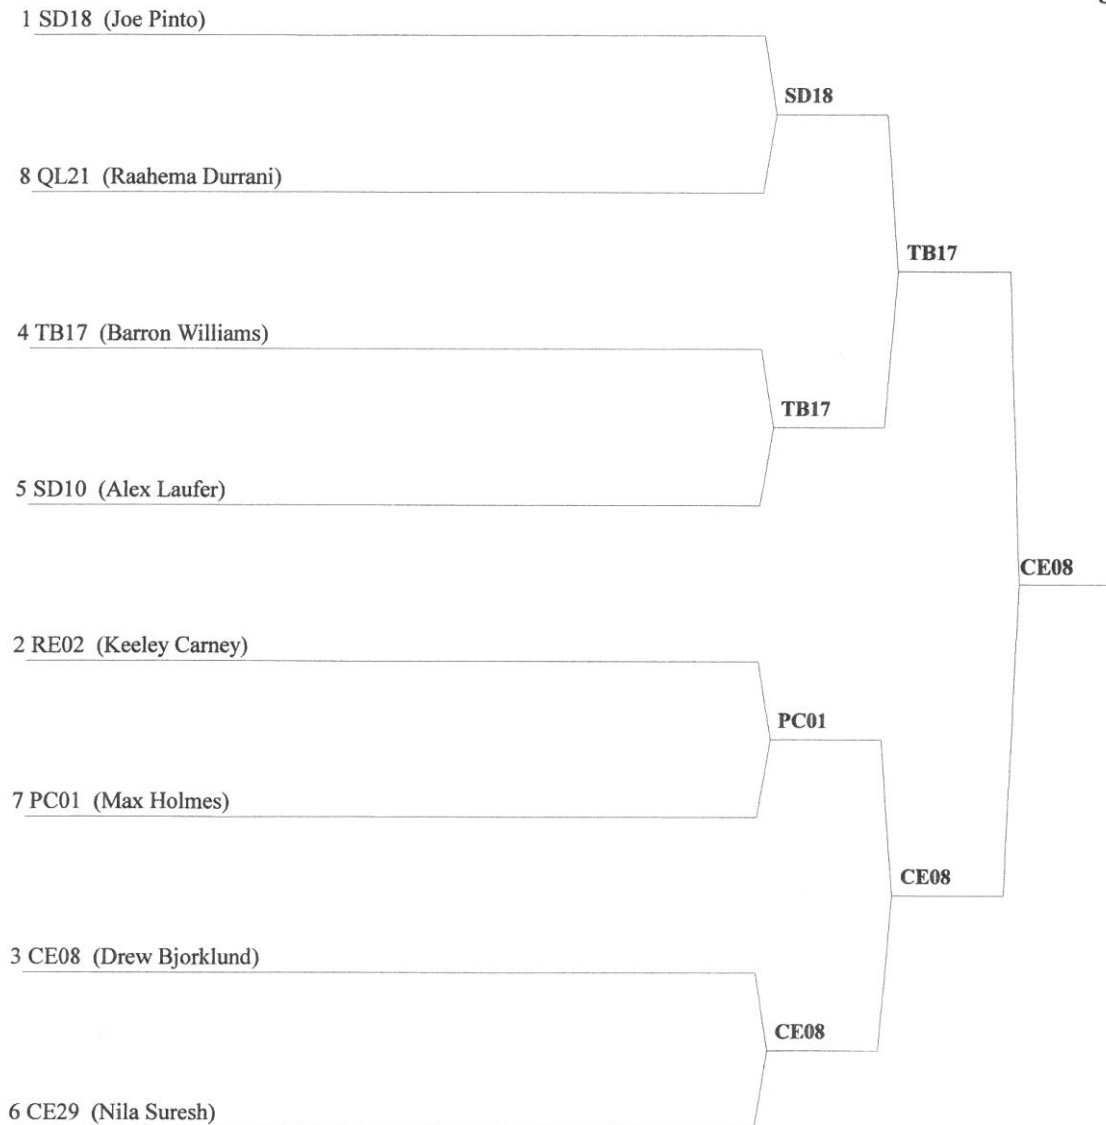 1 SD18 (Joe Pinto)
SD18
8 QL21 (Raahema Durrani)
TB17
4 TB17 (Barron Williams)
TB17
5 SD10 (Alex Laufer)
CE08
2 RE02 (Keeley Carney)
PC01
7 PC01 (Max Holmes)
CE08
3 CE08 (Drew Bjorklund)
CE08
6 CE29 (Nila Suresh)